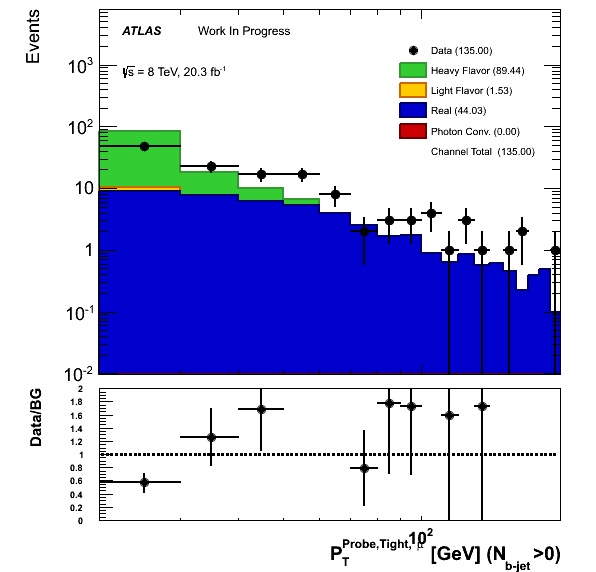 Events
ATLAS Work In Progress
√s = 8 TeV, 20.3 fb⁻¹
Data (135.00)
Heavy Flavor (89.44)
Light Flavor (1.53)
Real (44.03)
Photon Conv. (0.00)
Channel Total (135.00)
10³
10²
10
1
10⁻¹
10⁻²
Data/BG
2
1.8
1.6
1.4
1.2
1
0.8
0.6
0.4
0.2
0
10²
P_T^Probe,Tight, μ [GeV] (N_b-jet >0)